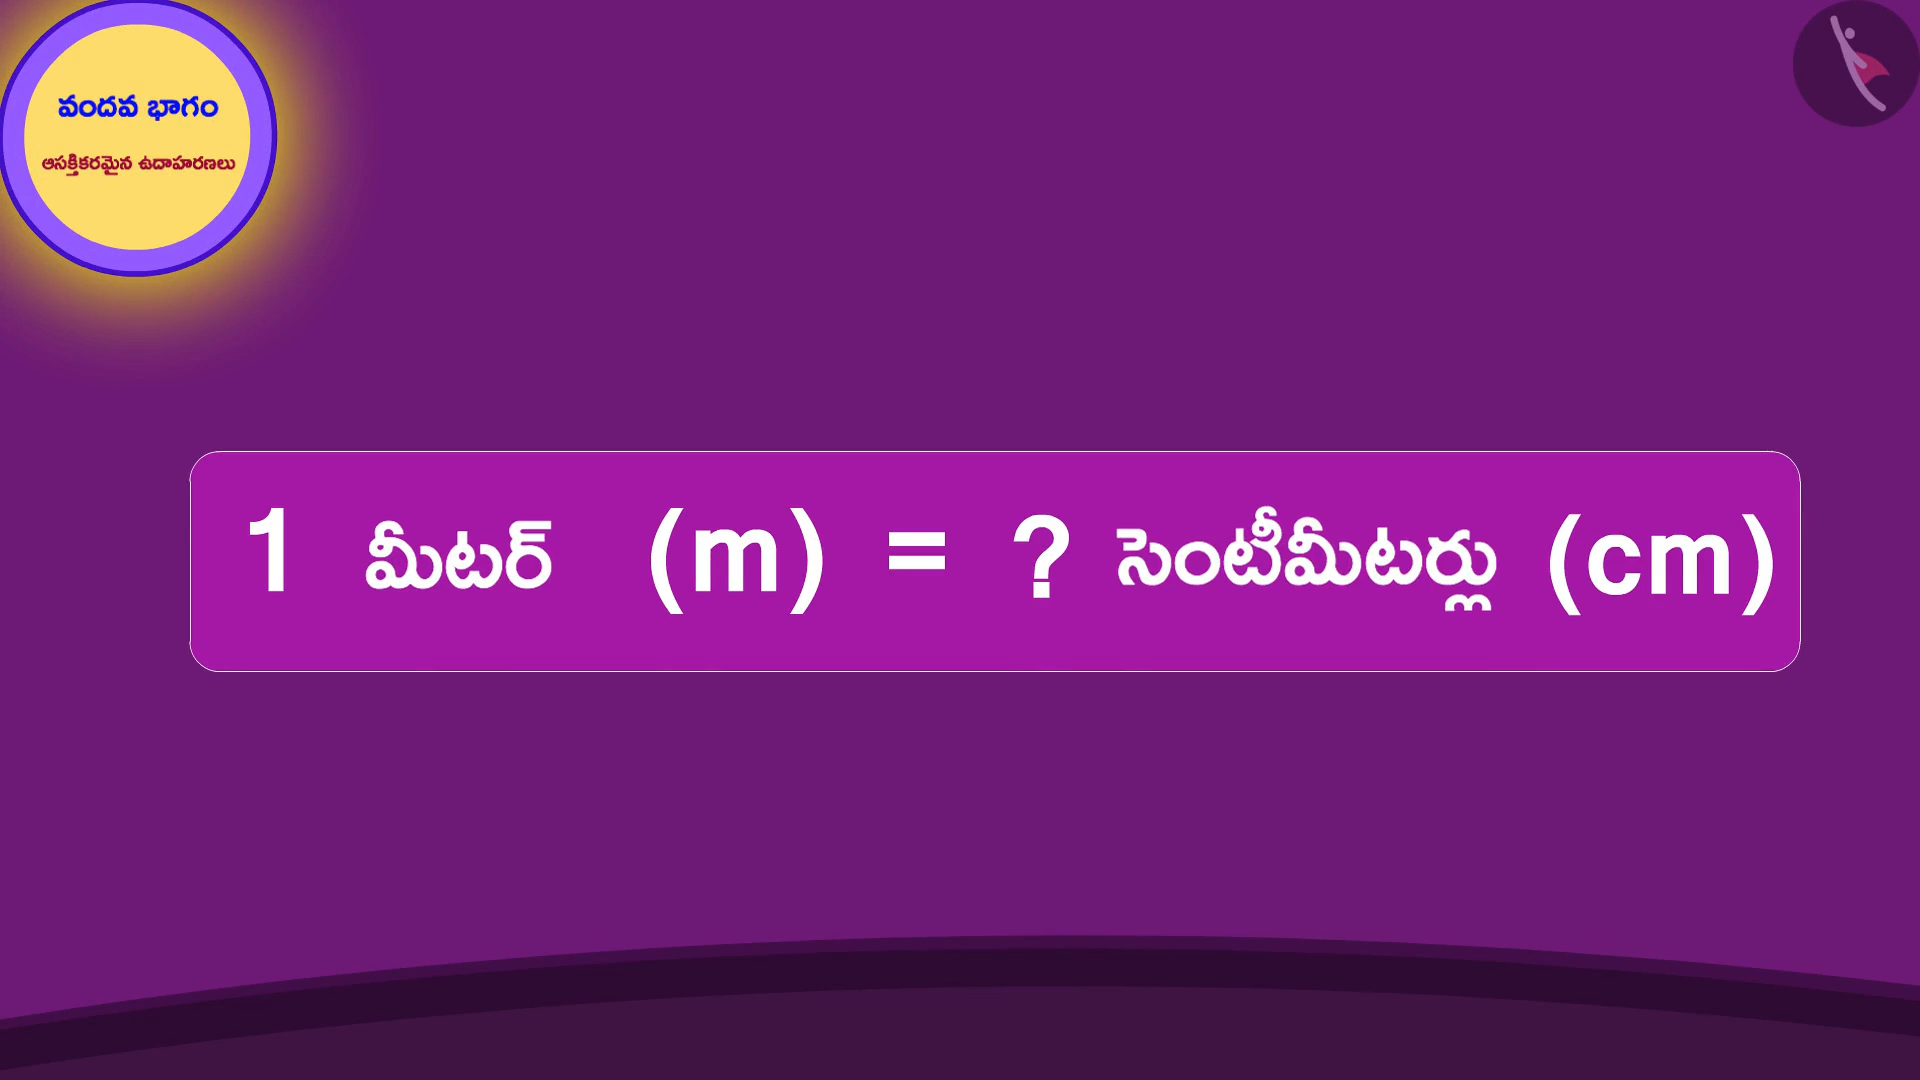 వందవ భాగం
ఆసక్తికరమైన ఉదాహరణలు
1 మీటర్ (m) = ? సెంటీమీటర్లు (cm)